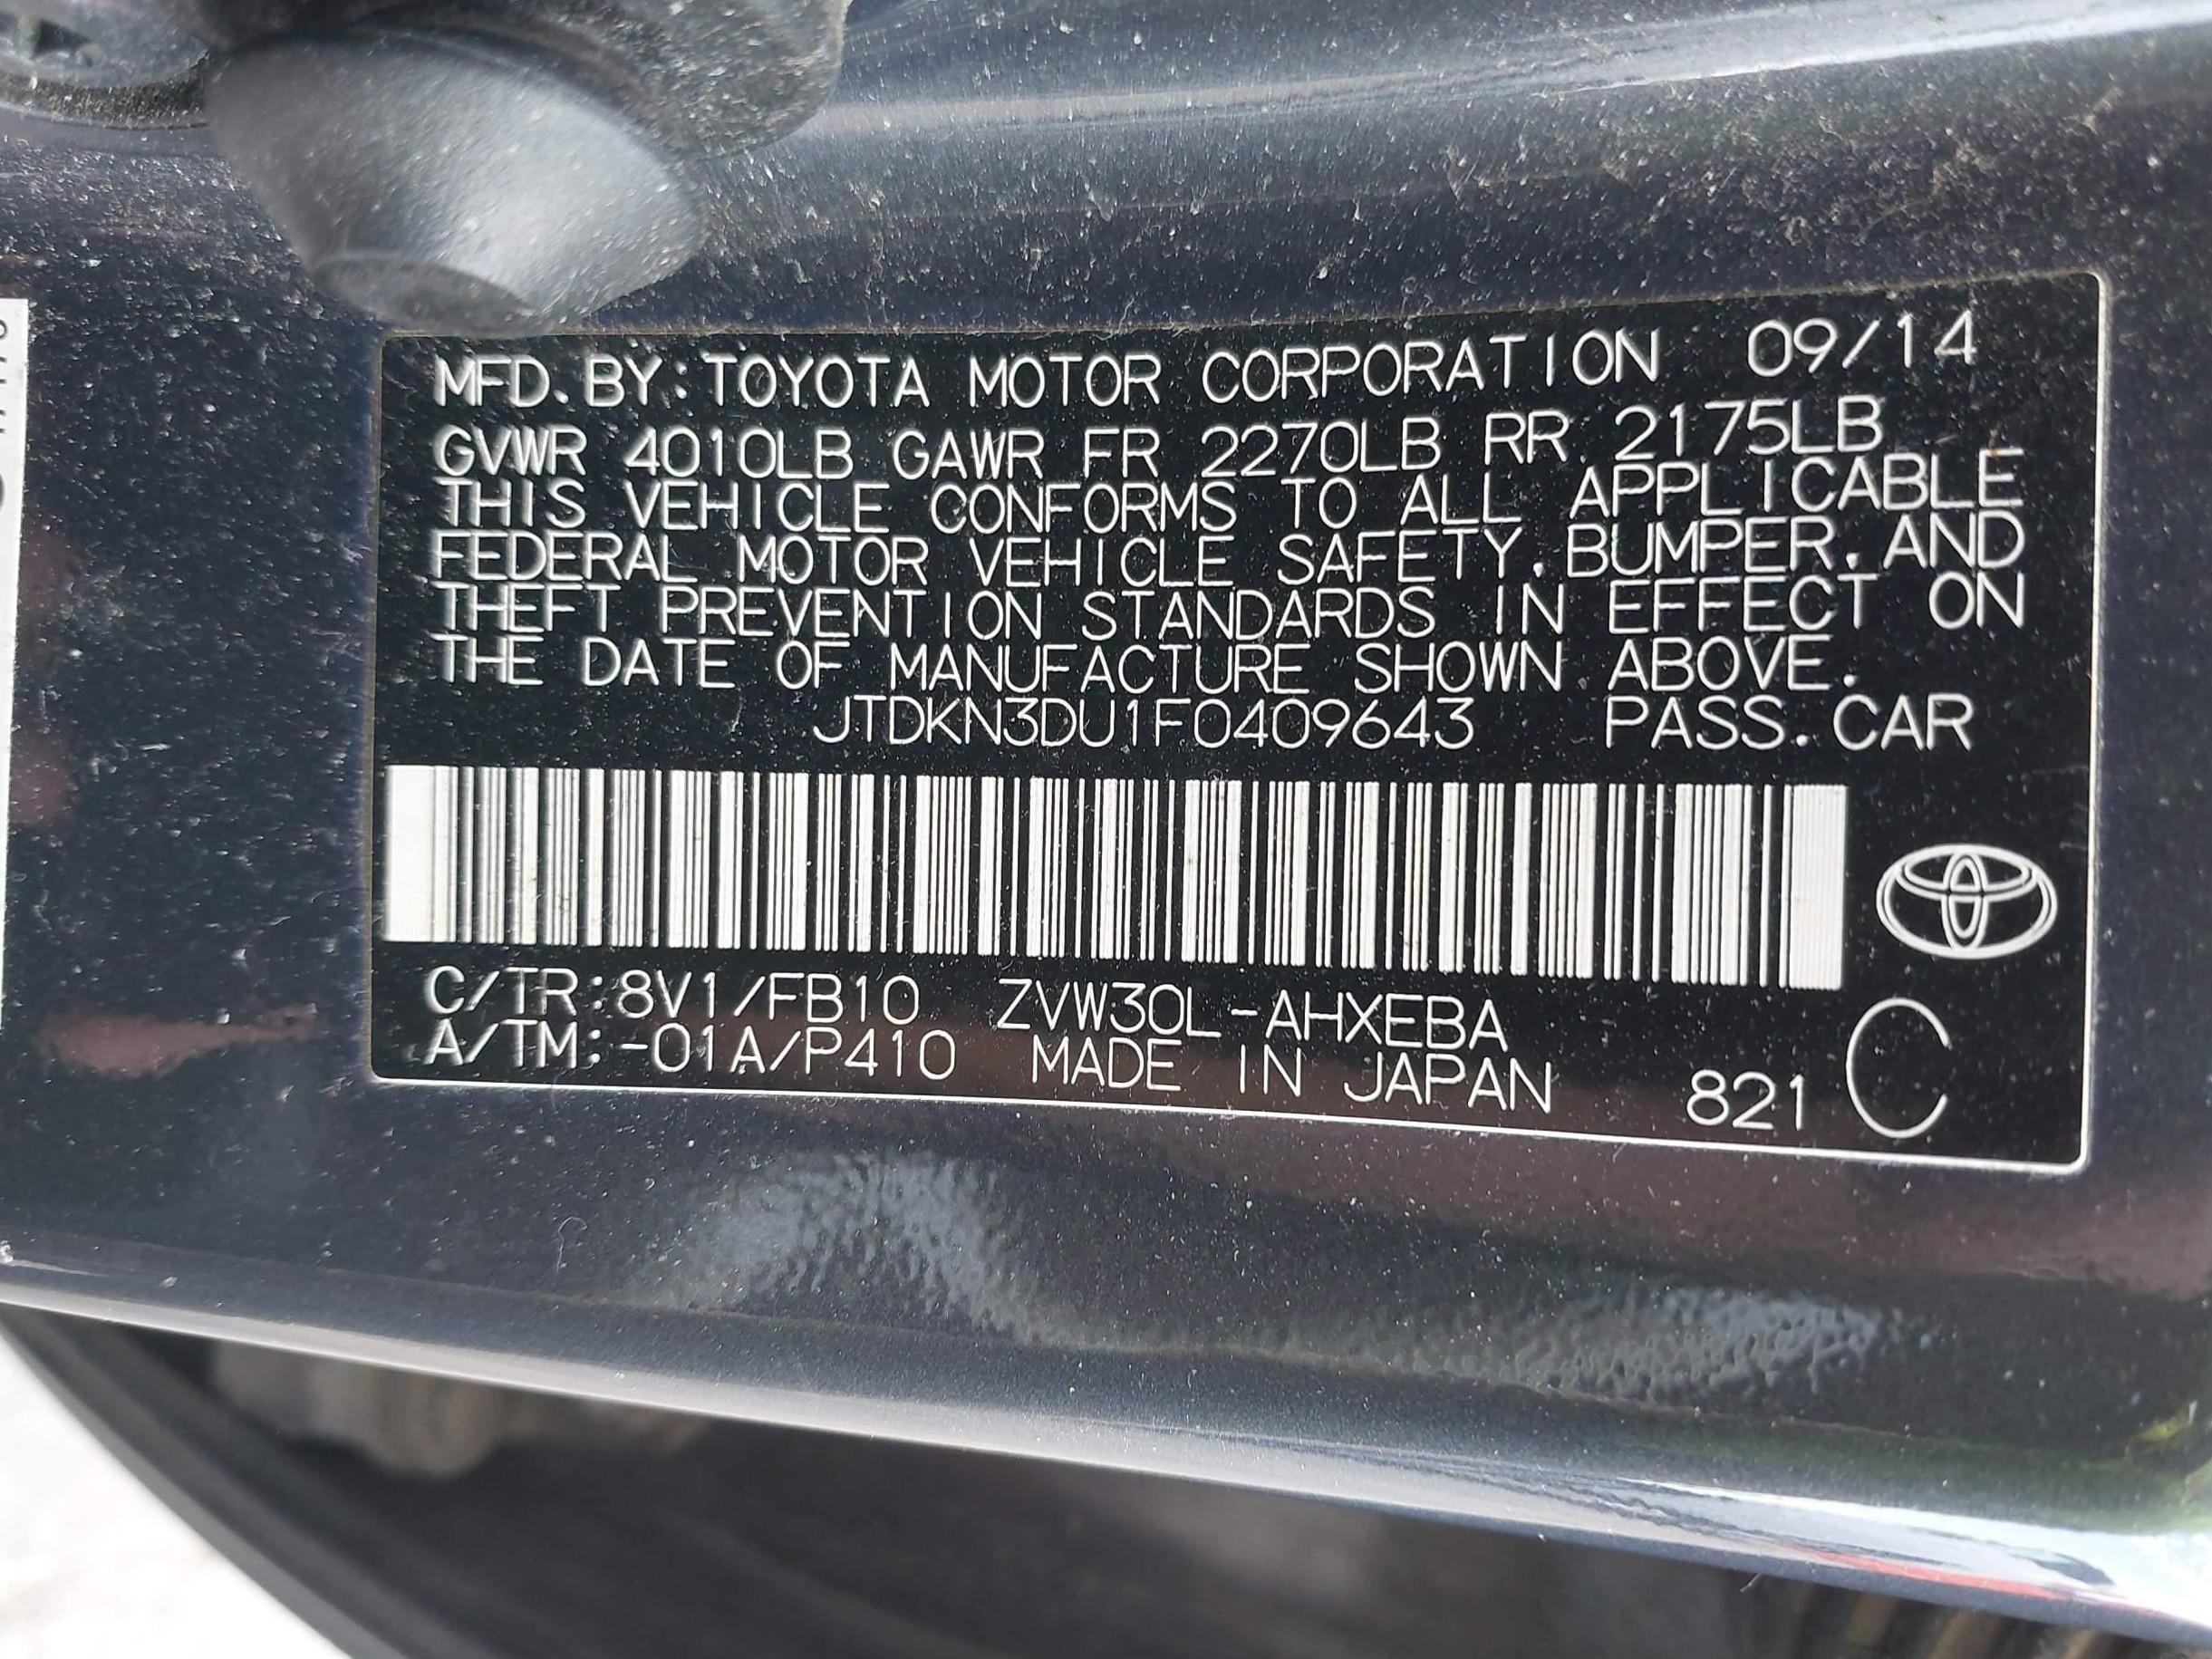 MFD. BY: TOYOTA MOTOR CORPORATION 09/14
GVWR 4010LB GAWR FR 2270LB RR 2175LB
THIS VEHICLE CONFORMS TO ALL APPLICABLE
FEDERAL MOTOR VEHICLE SAFETY, BUMPER, AND
THEFT PREVENTION STANDARDS IN EFFECT ON
THE DATE OF MANUFACTURE SHOWN ABOVE.
JTDKN3DU1F0409643 PASS. CAR
C/TR:8V1/FB10 ZVW30L-AHXEBA
A/TM:-01A/P410 MADE IN JAPAN 821 C